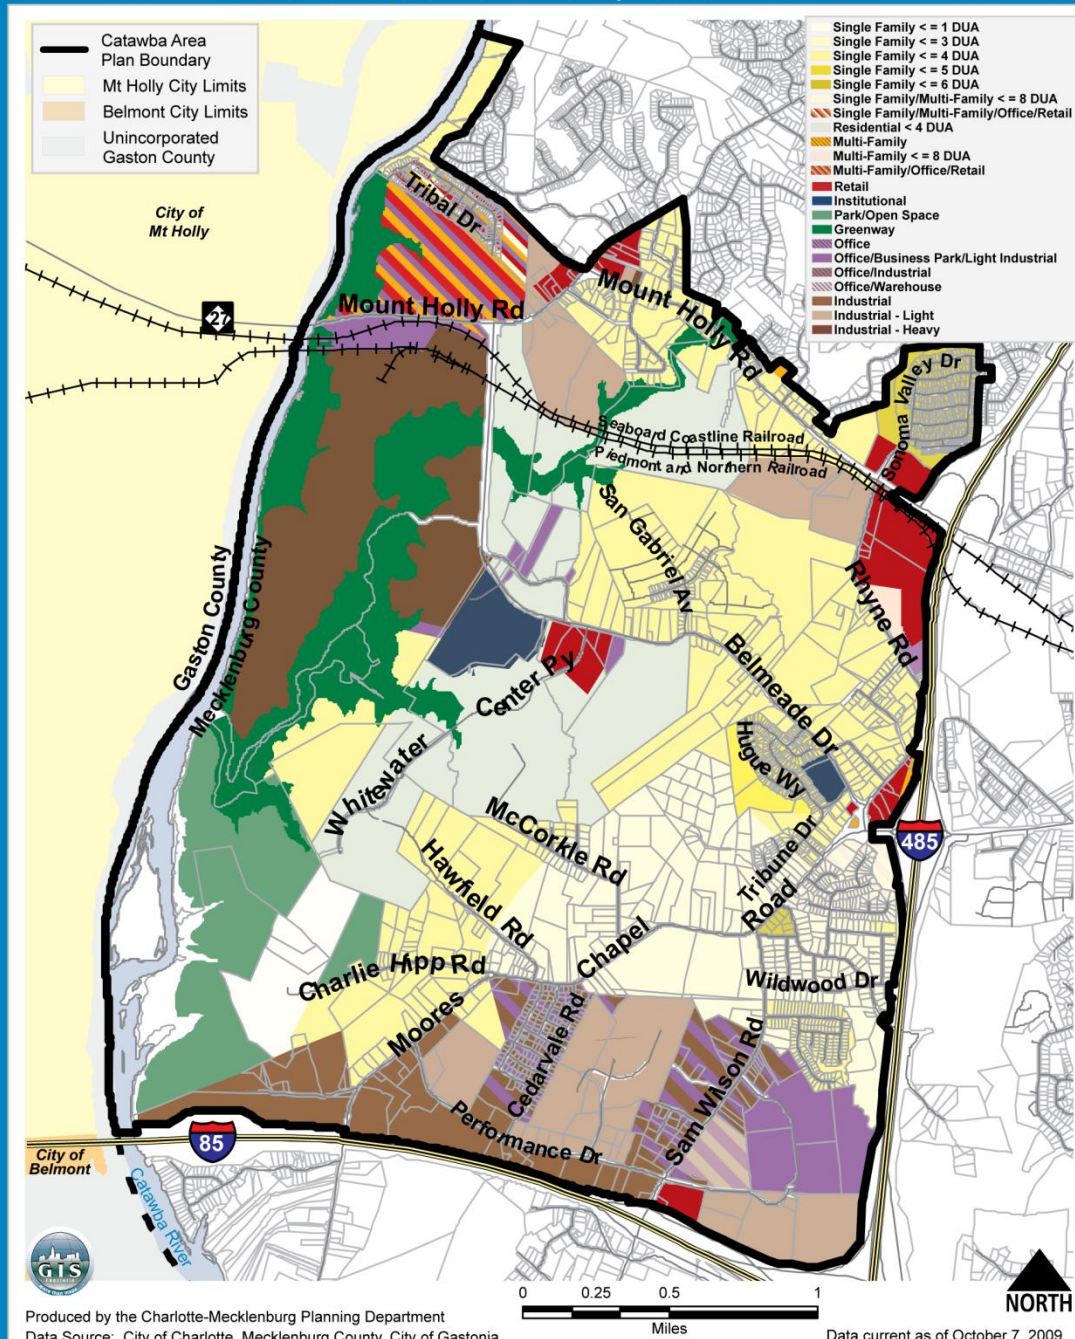 Catawba Area
Plan Boundary
Mt Holly City Limits
Belmont City Limits
Unincorporated
Gaston County
Single Family < = 1 DUA
Single Family < = 3 DUA
Single Family < = 4 DUA
Single Family < = 5 DUA
Single Family < = 6 DUA
Single Family/Multi-Family < = 8 DUA
Single Family/Multi-Family/Office/Retail
Residential < 4 DUA
Multi-Family
Multi-Family < = 8 DUA
Multi-Family/Office/Retail
Retail
Institutional
Park/Open Space
Greenway
Office
Office/Business Park/Light Industrial
Office/Industrial
Office/Warehouse
Industrial
Industrial - Light
Industrial - Heavy
City of
Mt Holly
Tribal Dr
27
Mount Holly Rd
Mount Holly Rd
Sonoma Valley Dr
Seaboard Coastline Railroad
Piedmont and Northern Railroad
San Gabriel Av
Rhyne Rd
Gaston County
Mecklenburg County
Belmeade Dr
Whitewater Center Py
Hugue Wy
McCorkle Rd
Hawfield Rd
Tribune Dr
485
Moores Chapel Road
Charlie Hipp Rd
Wildwood Dr
Cedarvale Rd
Sam Wilson Rd
Performance Dr
85
City of
Belmont
Catawba River
GIS
0 0.25 0.5 1
Miles
NORTH
Produced by the Charlotte-Mecklenburg Planning Department
Data Source: City of Charlotte, Mecklenburg County, City of Gastonia
Data current as of October 7, 2009